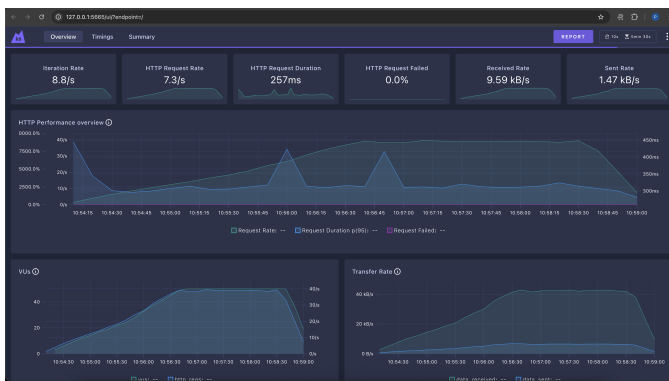 127.0.0.1:5665/ui/?endpoint=/
Overview Timings Summary REPORT 10s 5min 30s
Iteration Rate HTTP Request Rate HTTP Request Duration HTTP Request Failed Received Rate Sent Rate
8.8/s 7.3/s 257ms 0.0% 9.59 kB/s 1.47 kB/s
HTTP Performance overview
0000.0% 40/s 450ms
7500.0% 30/s 400ms
5000.0% 20/s 350ms
2500.0% 10/s 300ms
0.0% 0/s
10:54:15 10:54:30 10:54:45 10:55:00 10:55:15 10:55:30 10:55:45 10:56:00 10:56:15 10:56:30 10:56:45 10:57:00 10:57:15 10:57:30 10:57:45 10:58:00 10:58:15 10:58:30 10:58:45 10:59:00
Request Rate: -- Request Duration p(95): -- Request Failed: --
VUs Transfer Rate
40 40/s 40 kB/s
30/s
20 20/s 20 kB/s
10/s
0 0/s 0 B/s
10:54:30 10:55:00 10:55:30 10:56:00 10:56:30 10:57:00 10:57:30 10:58:00 10:58:30 10:59:00 10:54:30 10:55:00 10:55:30 10:56:00 10:56:30 10:57:00 10:57:30 10:58:00 10:58:30 10:59:00
vus: -- http_reqs: -- data_received: -- data_sent: --